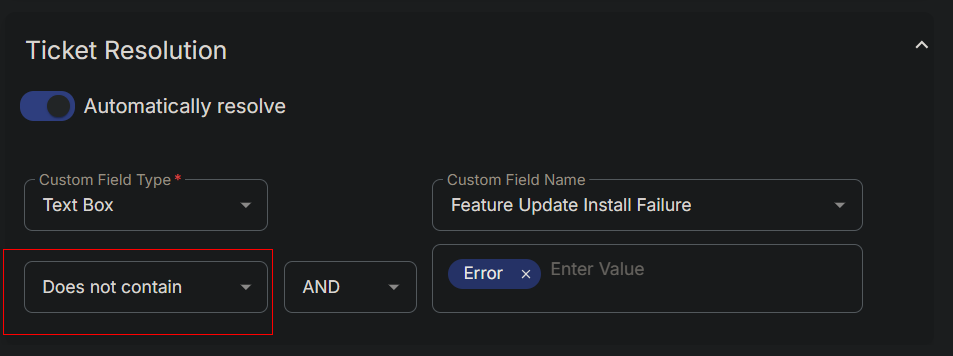 Ticket Resolution
Automatically resolve
Custom Field Type *
Text Box
Custom Field Name
Feature Update Install Failure
Does not contain
AND
Error ×
Enter Value